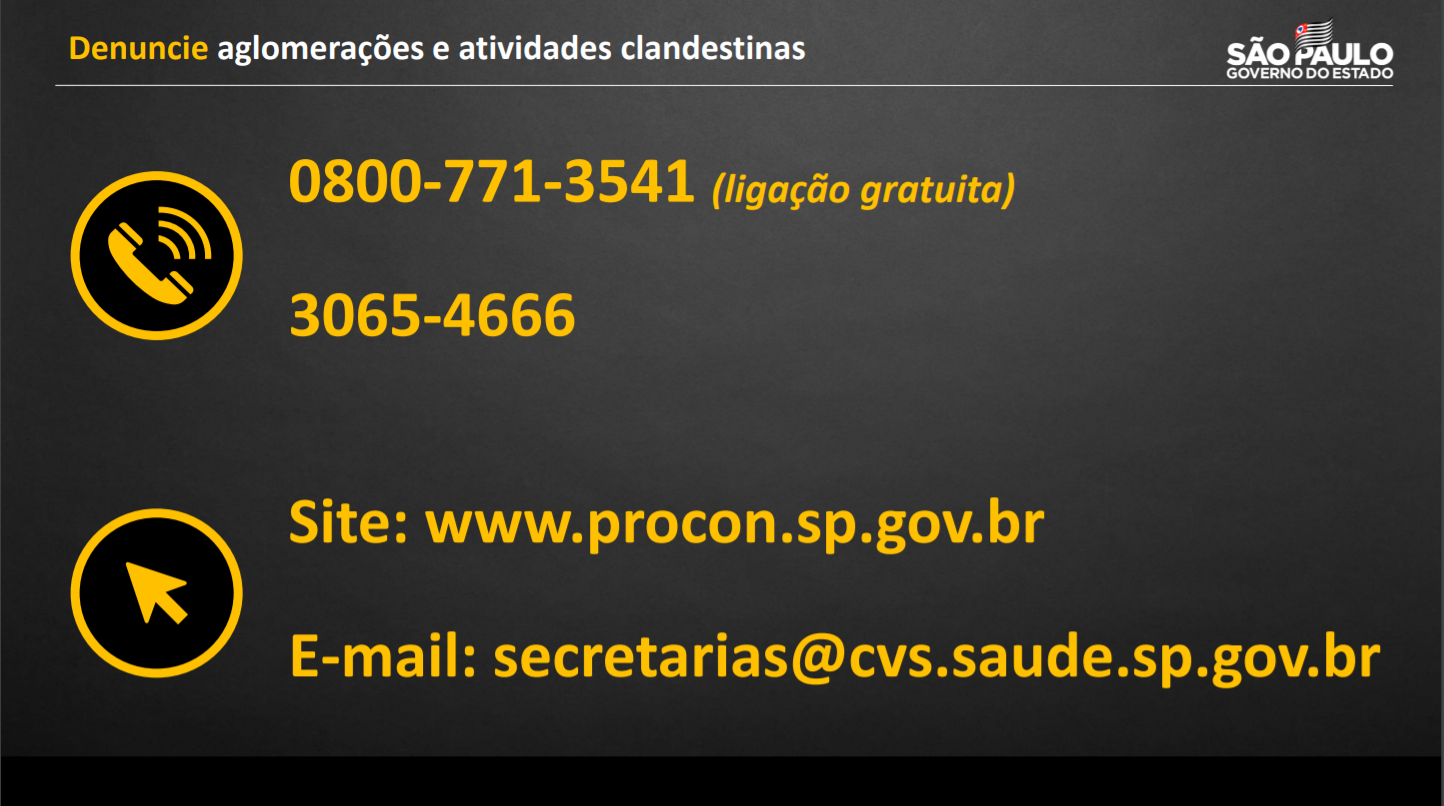 Denuncie aglomerações e atividades clandestinas
SÃO PAULO
GOVERNO DO ESTADO
0800-771-3541 (ligação gratuita)
3065-4666
Site: www.procon.sp.gov.br
E-mail: secretarias@cvs.saude.sp.gov.br